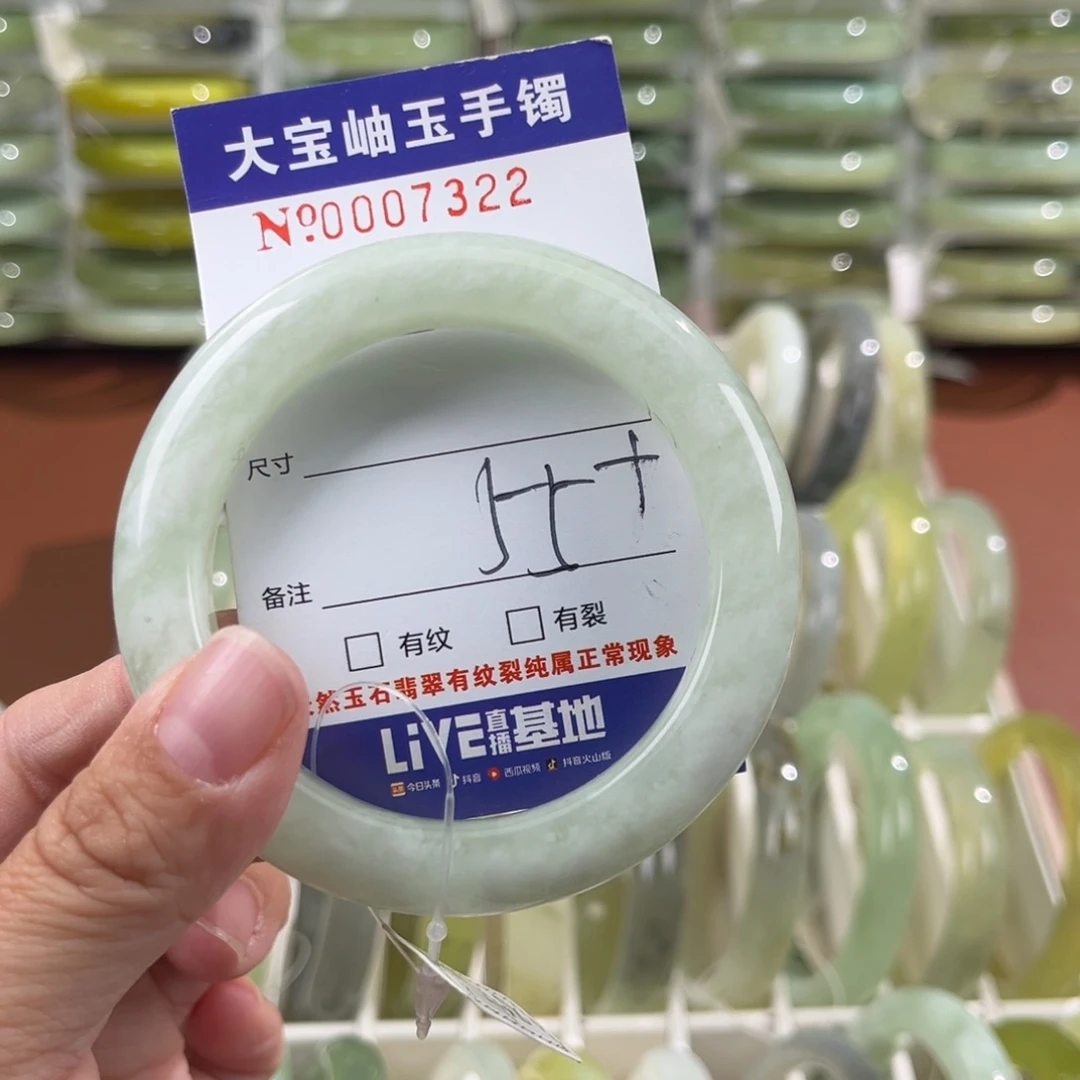 大宝岫玉手镯
№0007322
尺寸
备注
有纹 有裂
然玉石翡翠有纹裂纯属正常现象
LiVE直播基地
今日头条 抖音 西瓜视频 抖音火山版